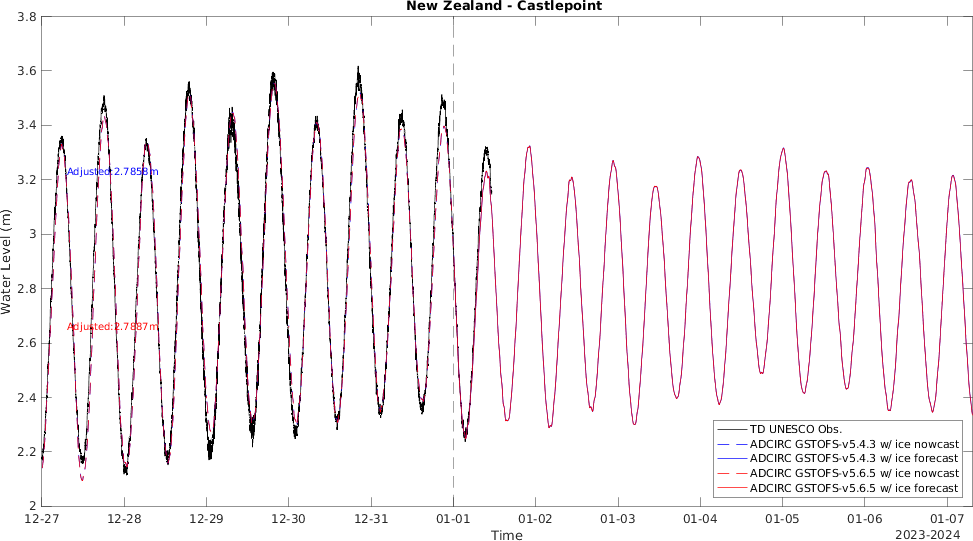 New Zealand - Castlepoint
3.8
3.6
3.4
3.2
3
2.8
2.6
2.4
2.2
2
Water Level (m)
Adjusted:2.7858m
Adjusted:2.7887m
TD UNESCO Obs.
ADCIRC GSTOFS-v5.4.3 w/ ice nowcast
ADCIRC GSTOFS-v5.4.3 w/ ice forecast
ADCIRC GSTOFS-v5.6.5 w/ ice nowcast
ADCIRC GSTOFS-v5.6.5 w/ ice forecast
12-27 12-28 12-29 12-30 12-31 01-01 01-02 01-03 01-04 01-05 01-06 01-07
Time
2023-2024